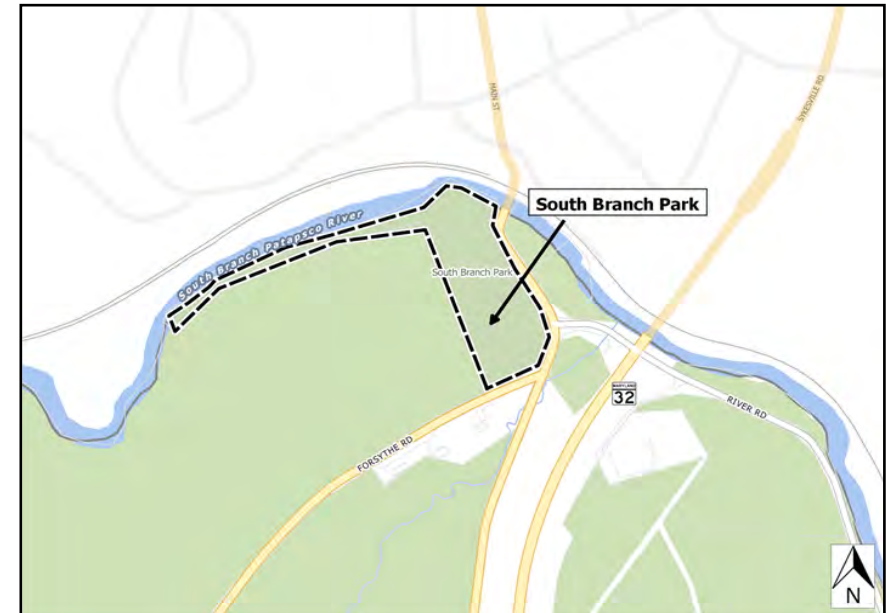 MAIN ST
SYKESVILLE RD
South Branch Park
South Branch Patapsco River
South Branch Park
MARYLAND
32
RIVER RD
FORSYTHE RD
N